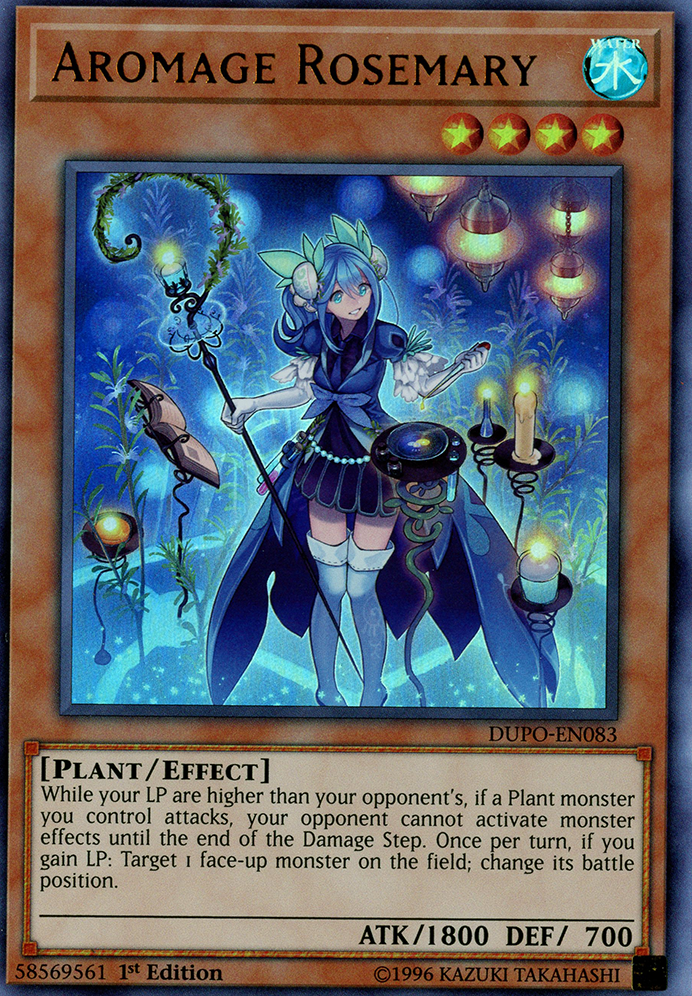 AROMAGE ROSEMARY
WATER
水
DUPO-EN083
[PLANT/EFFECT]
While your LP are higher than your opponent's, if a Plant monster
you control attacks, your opponent cannot activate monster
effects until the end of the Damage Step. Once per turn, if you
gain LP: Target 1 face-up monster on the field; change its battle
position.
ATK/1800 DEF/ 700
58569561 1st Edition ©1996 KAZUKI TAKAHASHI